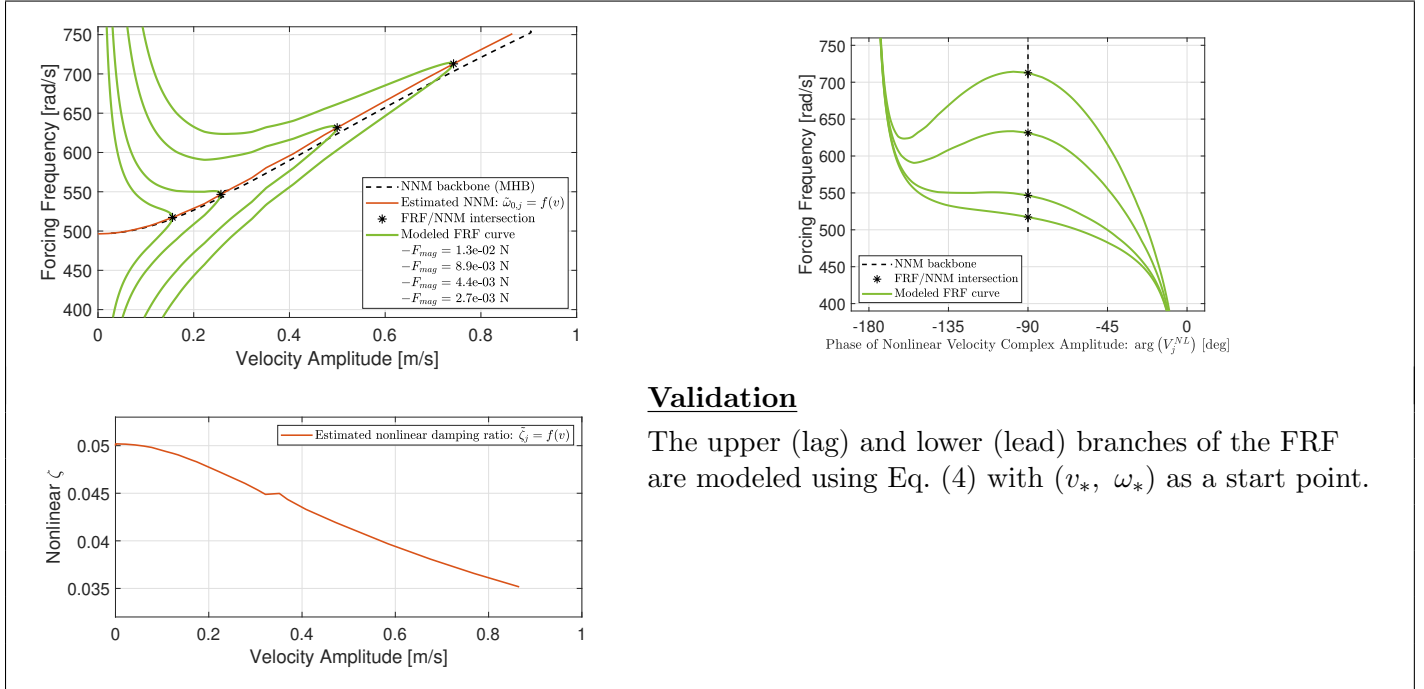 750
700
650
600
550
500
450
400
Forcing Frequency [rad/s]
0
0.2
0.4
0.6
0.8
1
Velocity Amplitude [m/s]
NNM backbone (MHB)
Estimated NNM: ω̃₀,ⱼ = f(v)
FRF/NNM intersection
Modeled FRF curve
−F_mag = 1.3e-02 N
−F_mag = 8.9e-03 N
−F_mag = 4.4e-03 N
−F_mag = 2.7e-03 N
750
700
650
600
550
500
450
400
Forcing Frequency [rad/s]
NNM backbone
FRF/NNM intersection
Modeled FRF curve
-180
-135
-90
-45
0
Phase of Nonlinear Velocity Complex Amplitude: arg (V_j^{NL}) [deg]
0.05
0.045
0.04
0.035
Nonlinear ζ
Estimated nonlinear damping ratio: ζ̃ⱼ = f(v)
0
0.2
0.4
0.6
0.8
1
Velocity Amplitude [m/s]
Validation
The upper (lag) and lower (lead) branches of the FRF
are modeled using Eq. (4) with (v∗, ω∗) as a start point.